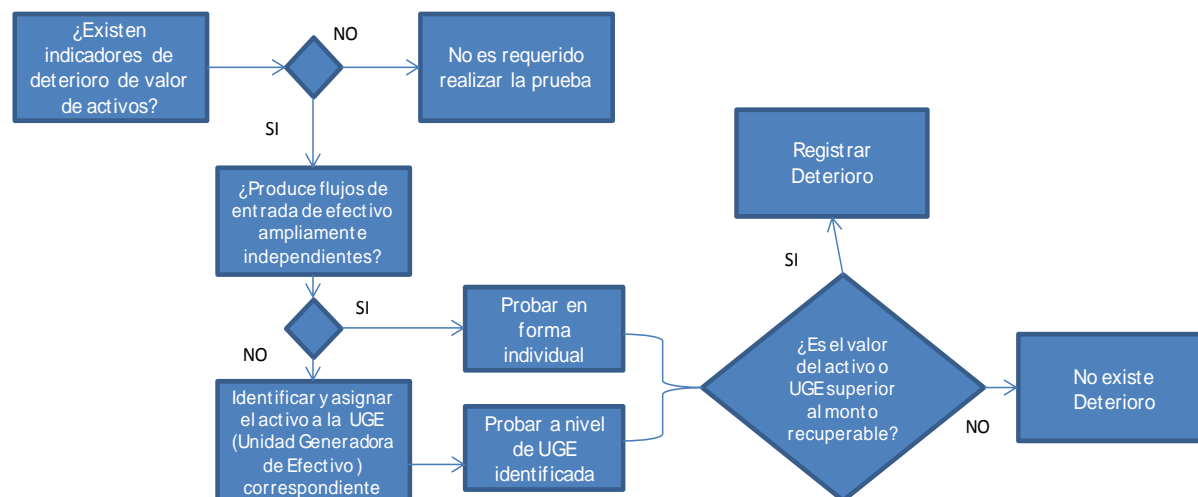 ¿Existen
indicadores de
deterioro de valor
de activos?
NO
No es requerido
realizar la prueba
SI
¿Produce flujos de
entrada de efectivo
ampliamente
independientes?
SI
NO
Probar en
forma
individual
Identificar y asignar
el activo a la UGE
(Unidad Generadora
de Efectivo)
correspondiente
Probar a nivel
de UGE
identificada
¿Es el valor
del activo o
UGE superior
al monto
recuperable?
SI
Registrar
Deterioro
NO
No existe
Deterioro